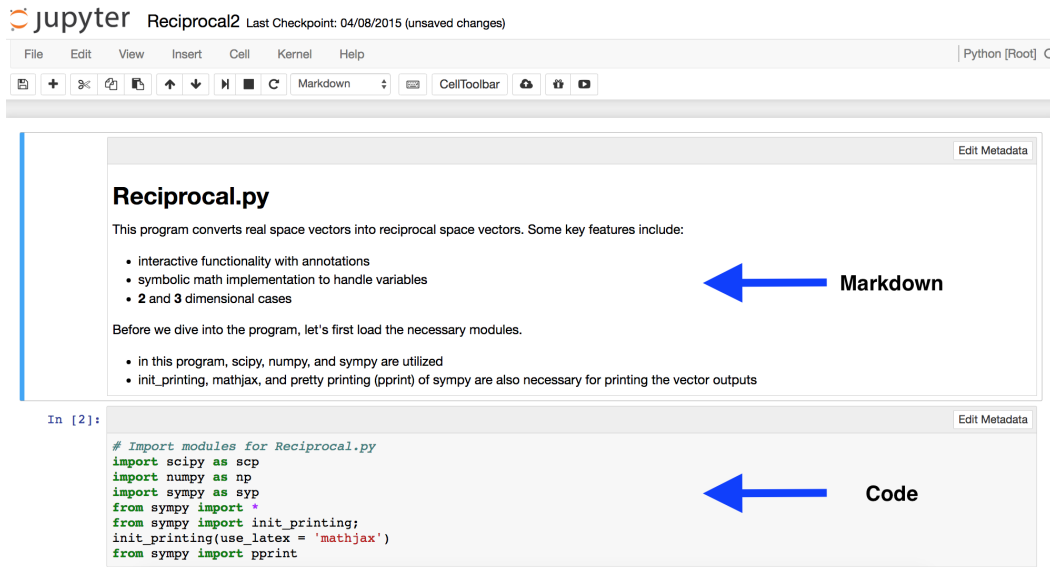 jupyter Reciprocal2 Last Checkpoint: 04/08/2015 (unsaved changes)
File Edit View Insert Cell Kernel Help Python [Root]
Markdown CellToolbar
Edit Metadata
Reciprocal.py
This program converts real space vectors into reciprocal space vectors. Some key features include:
• interactive functionality with annotations
• symbolic math implementation to handle variables
• 2 and 3 dimensional cases
Markdown
Before we dive into the program, let's first load the necessary modules.
• in this program, scipy, numpy, and sympy are utilized
• init_printing, mathjax, and pretty printing (pprint) of sympy are also necessary for printing the vector outputs
In [2]:
Edit Metadata
# Import modules for Reciprocal.py
import scipy as scp
import numpy as np
import sympy as syp
from sympy import *
from sympy import init_printing;
init_printing(use_latex = 'mathjax')
from sympy import pprint
Code